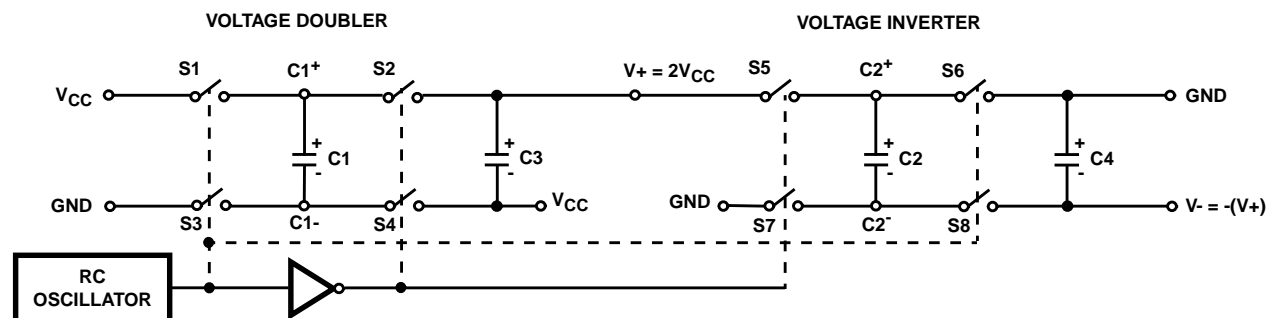 VOLTAGE DOUBLER
VOLTAGE INVERTER
S1 C1+ S2 V+ = 2VCC S5 C2+ S6
VCC GND
+ + + +
C1 C3 C2 C4
- - - -
GND VCC GND V- = -(V+)
S3 C1- S4 S7 C2- S8
RC
OSCILLATOR